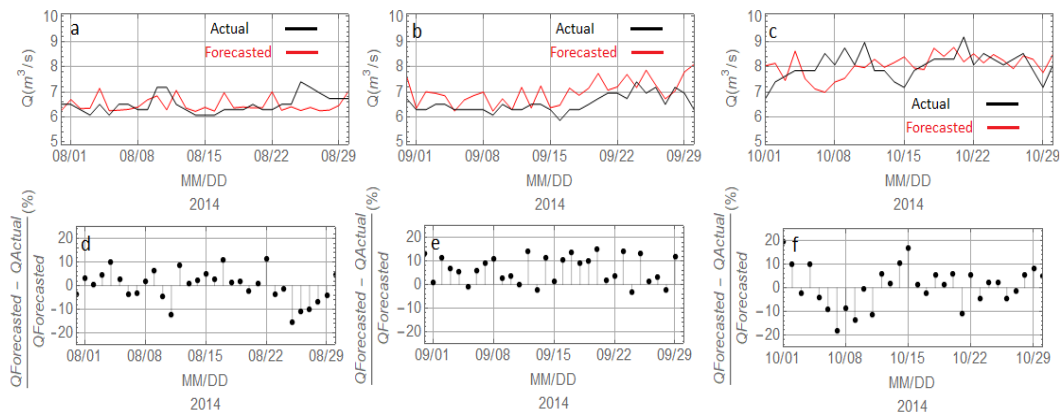 a
Actual
Forecasted
Q(m³/s)
10
9
8
7
6
5
08/01 08/08 08/15 08/22 08/29
MM/DD
2014
b
Actual
Forecasted
Q(m³/s)
10
9
8
7
6
5
09/01 09/08 09/15 09/22 09/29
MM/DD
2014
c
Actual
Forecasted
Q(m³/s)
10
9
8
7
6
5
10/01 10/08 10/15 10/22 10/29
MM/DD
2014
d
QForecasted - QActual (%)
QForecasted
20
10
0
-10
-20
08/01 08/08 08/15 08/22 08/29
MM/DD
2014
e
QForecasted - QActual (%)
QForecasted
20
10
0
-10
-20
09/01 09/08 09/15 09/22 09/29
MM/DD
2014
f
QForecasted - QActual (%)
QForecasted
20
10
0
-10
-20
10/01 10/08 10/15 10/22 10/29
MM/DD
2014